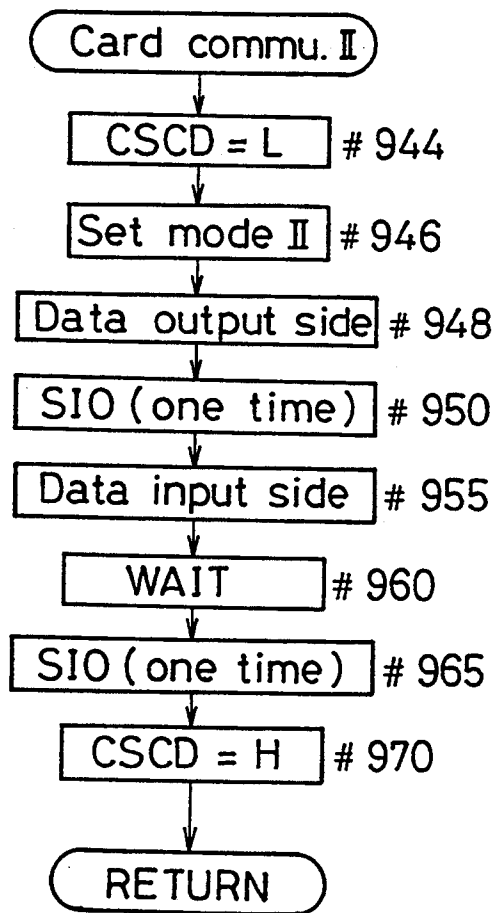 Card commu. II
CSCD = L # 944
Set mode II # 946
Data output side # 948
SIO (one time) # 950
Data input side # 955
WAIT # 960
SIO (one time) # 965
CSCD = H # 970
RETURN